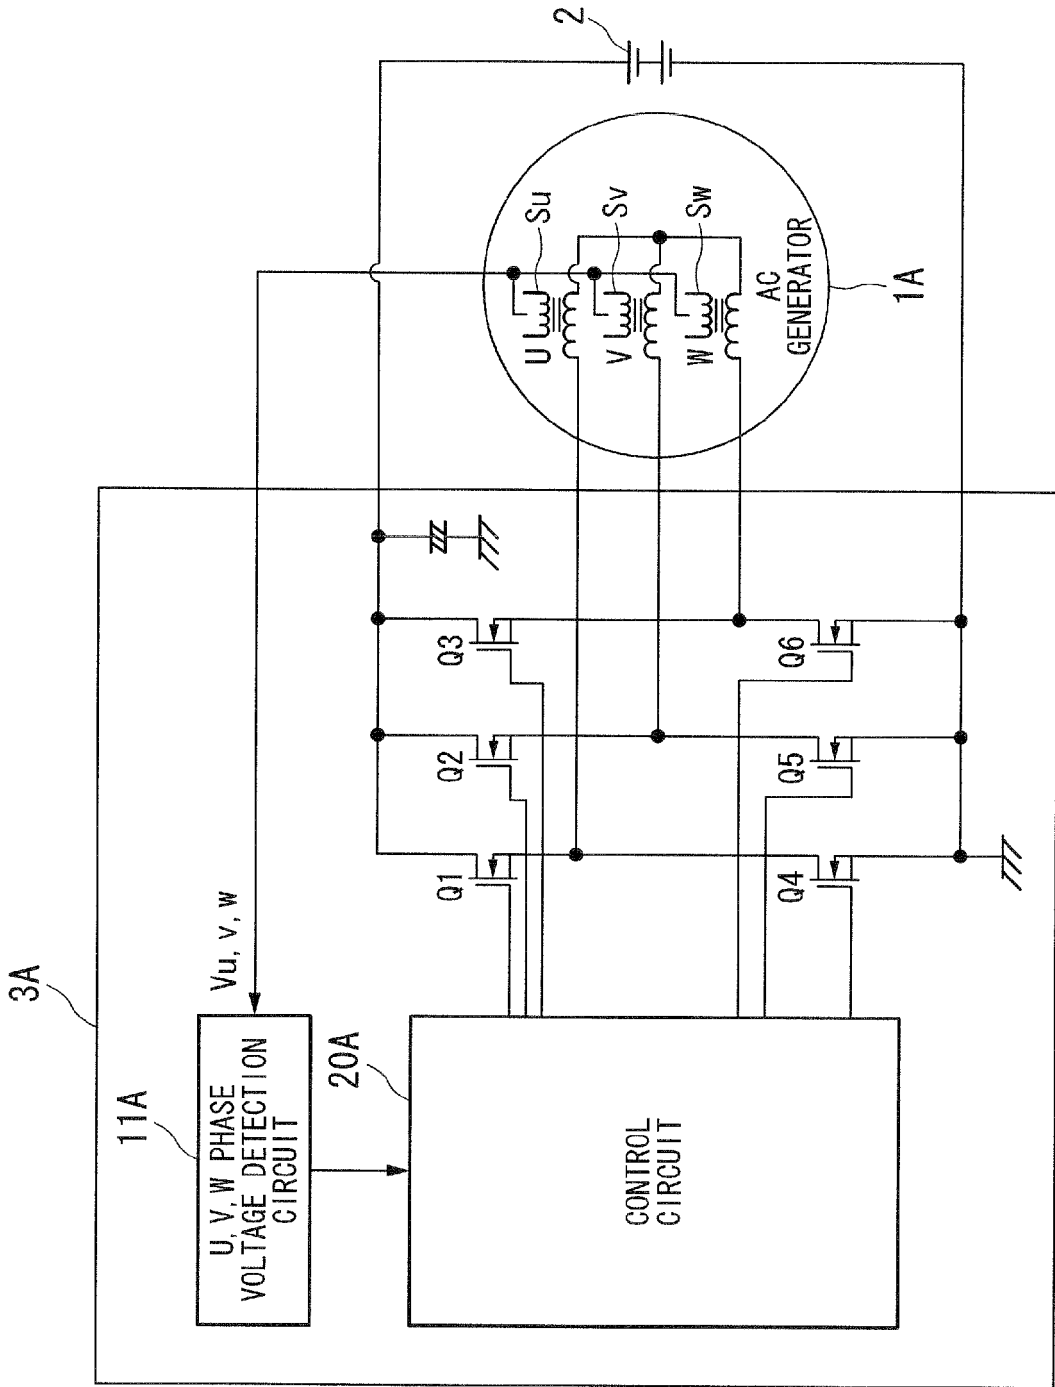 3A
11A
U, V, W PHASE
VOLTAGE DETECTION
CIRCUIT
Vu, v, w
20A
CONTROL
CIRCUIT
Q1
Q2
Q3
Q4
Q5
Q6
U
Su
V
Sv
W
Sw
AC
GENERATOR
1A
2